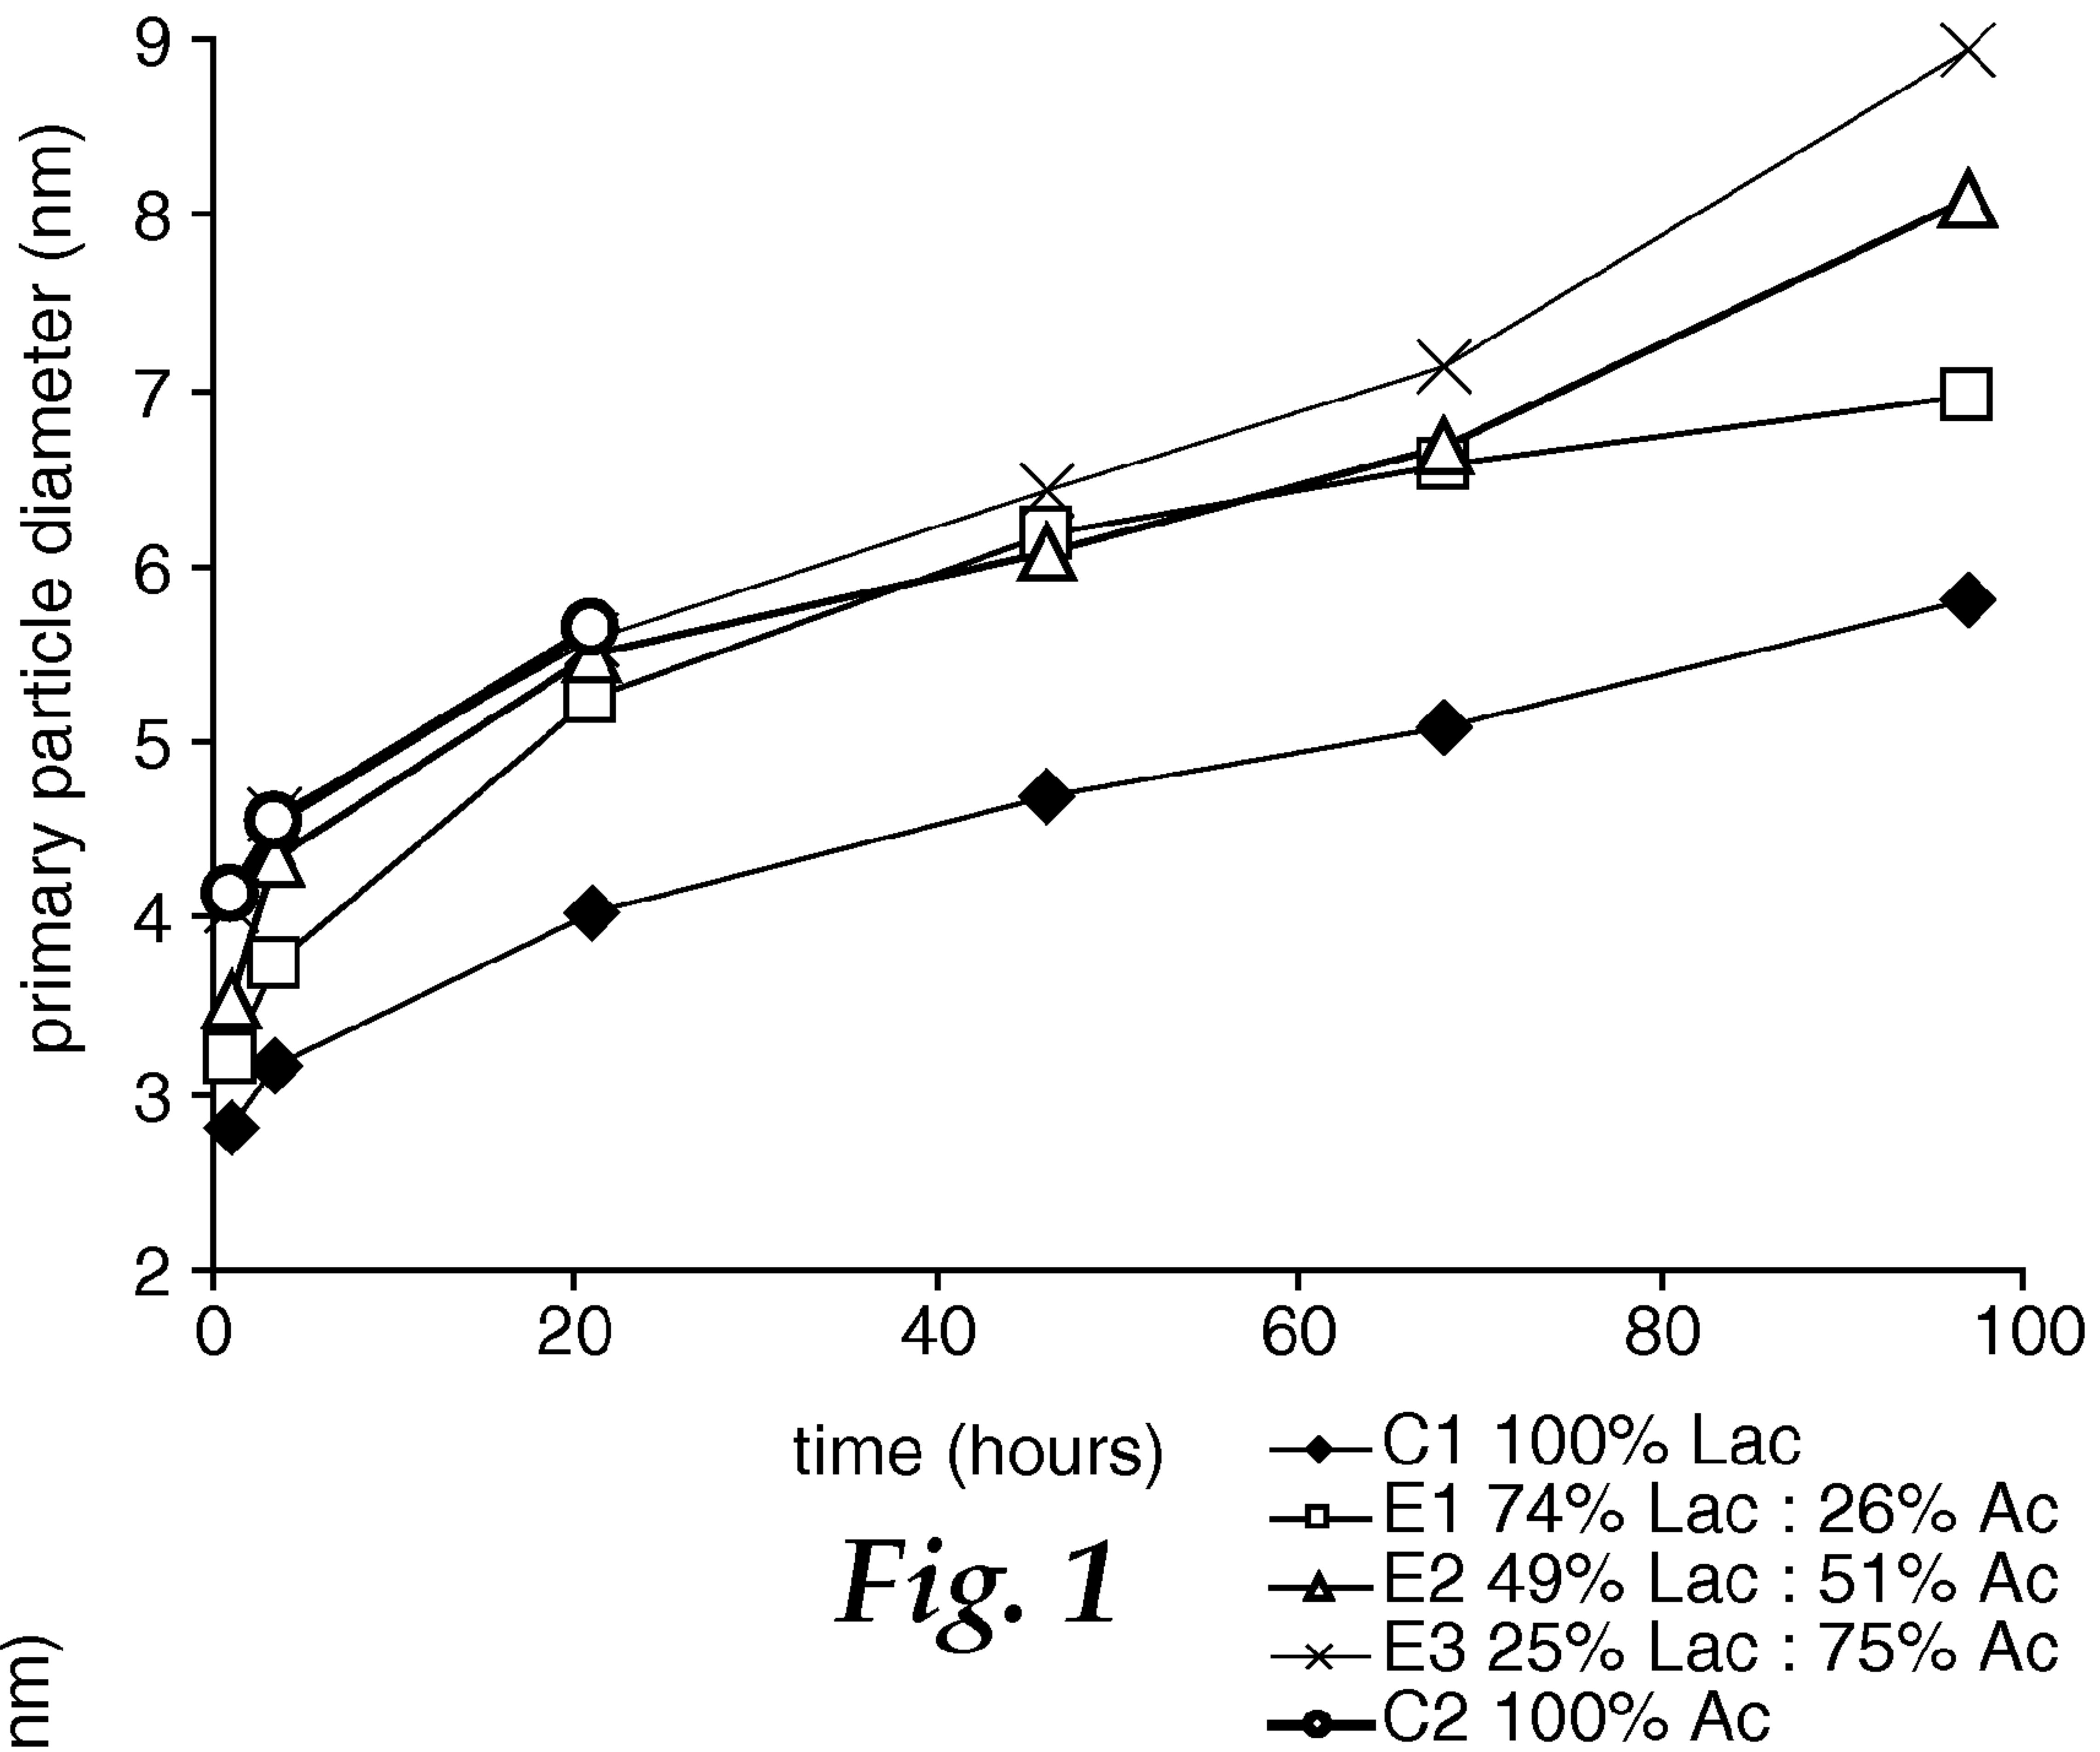 9
8
7
6
5
4
3
2
primary particle diameter (nm)
0 20 40 60 80 100
time (hours)
C1 100% Lac
E1 74% Lac : 26% Ac
E2 49% Lac : 51% Ac
E3 25% Lac : 75% Ac
C2 100% Ac
Fig. 1
nm)